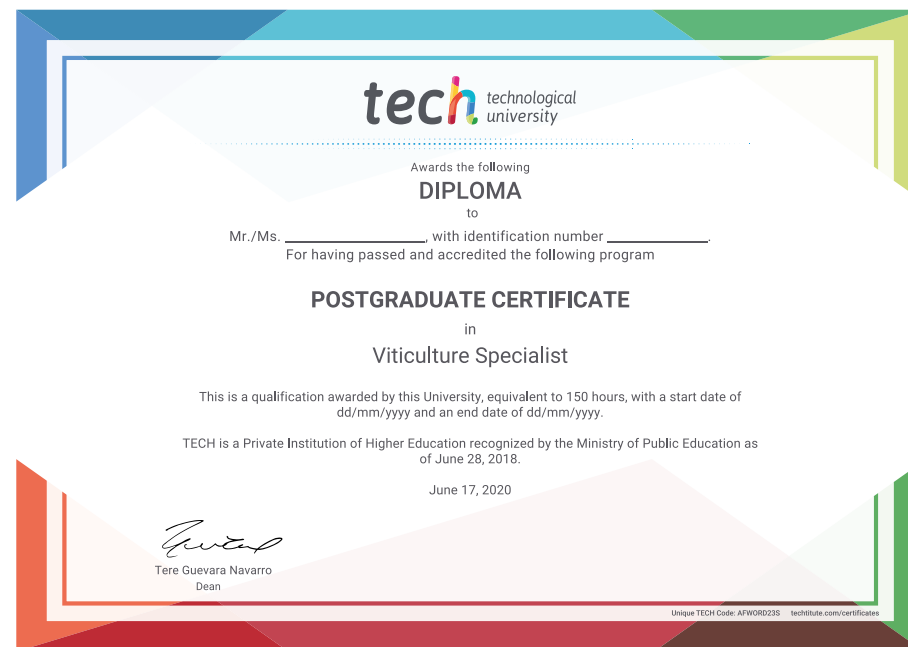 tech technological
university
Awards the following
DIPLOMA
to
Mr./Ms. ____________________, with identification number ______________.
For having passed and accredited the following program
POSTGRADUATE CERTIFICATE
in
Viticulture Specialist
This is a qualification awarded by this University, equivalent to 150 hours, with a start date of
dd/mm/yyyy and an end date of dd/mm/yyyy.
TECH is a Private Institution of Higher Education recognized by the Ministry of Public Education as
of June 28, 2018.
June 17, 2020
Tere Guevara Navarro
Dean
Unique TECH Code: AFWORD23S techtitute.com/certificates